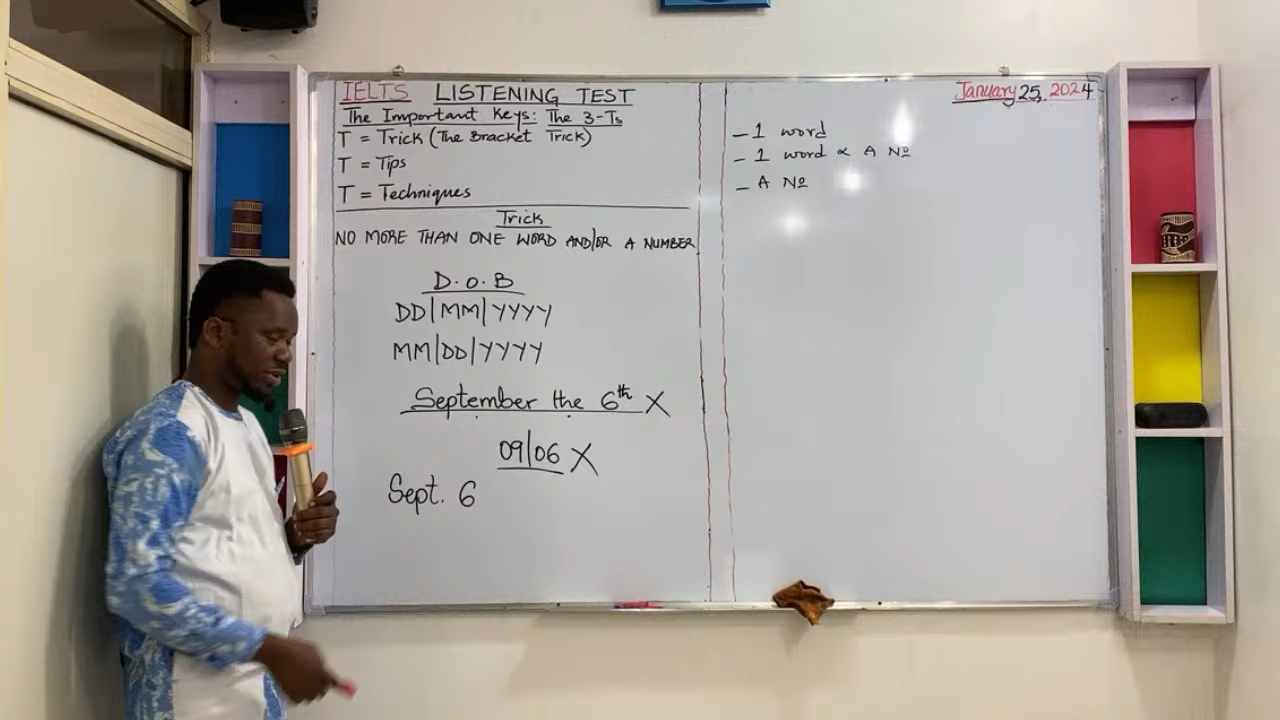 IELTS LISTENING TEST
The Important Keys: The 3-Ts
T = Trick (The Bracket Trick)
T = Tips
T = Techniques
Trick
NO MORE THAN ONE WORD AND/OR A NUMBER
D.O.B
DD|MM|YYYY
MM|DD|YYYY
September the 6th X
09/06 X
Sept. 6
January 25, 2024
- 1 word
- 1 word & A No
- A No